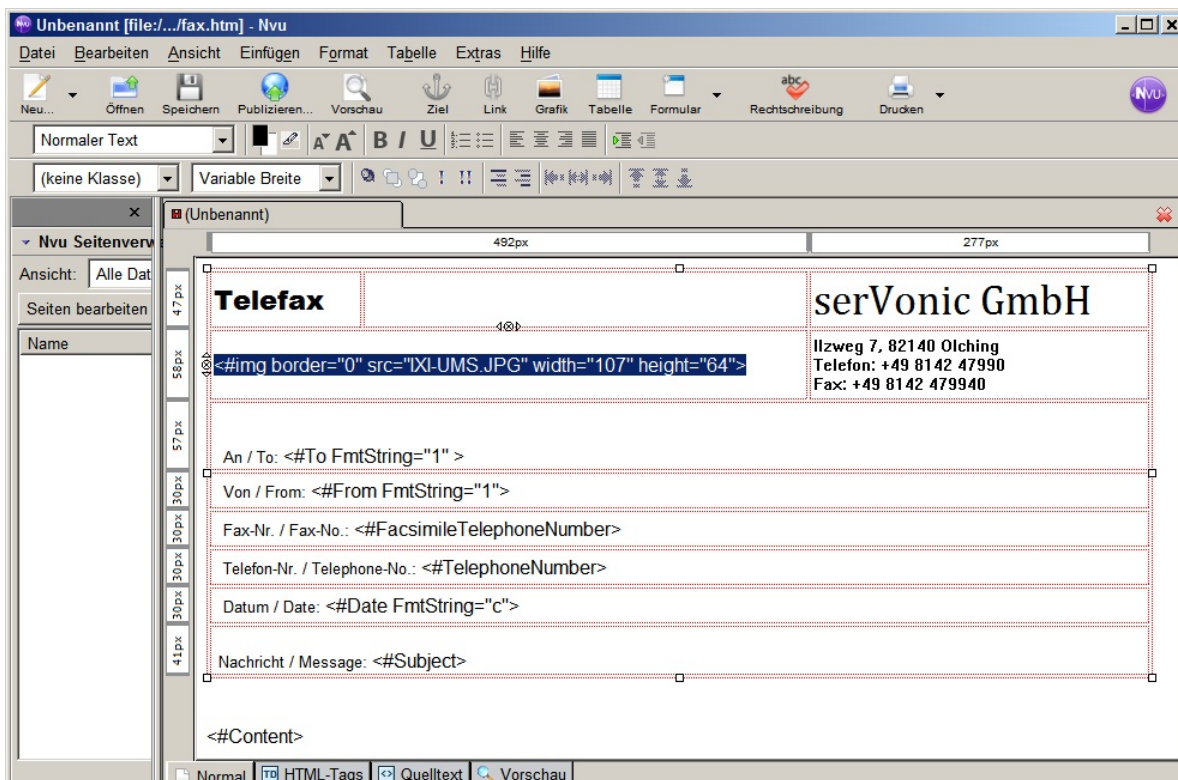 Unbenannt [file:/.../fax.htm] - Nvu
Datei Bearbeiten Ansicht Einfügen Format Tabelle Extras Hilfe
Neu... Öffnen Speichern Publizieren... Vorschau Ziel Link Grafik Tabelle Formular Rechtschreibung Drucken
Normaler Text
(keine Klasse) Variable Breite
(Unbenannt)
Nvu Seitenverw
492px 277px
Ansicht: Alle Dat
Seiten bearbeiten
Name
47px
Telefax serVonic GmbH
58px
<#img border="0" src="IXI-UMS.JPG" width="107" height="64">
Ilzweg 7, 82140 Olching
Telefon: +49 8142 47990
Fax: +49 8142 479940
57px
An / To: <#To FmtString="1" >
30px
Von / From: <#From FmtString="1">
30px
Fax-Nr. / Fax-No.: <#FacsimileTelephoneNumber>
30px
Telefon-Nr. / Telephone-No.: <#TelephoneNumber>
30px
Datum / Date: <#Date FmtString="c">
41px
Nachricht / Message: <#Subject>
<#Content>
Normal HTML-Tags Quelltext Vorschau